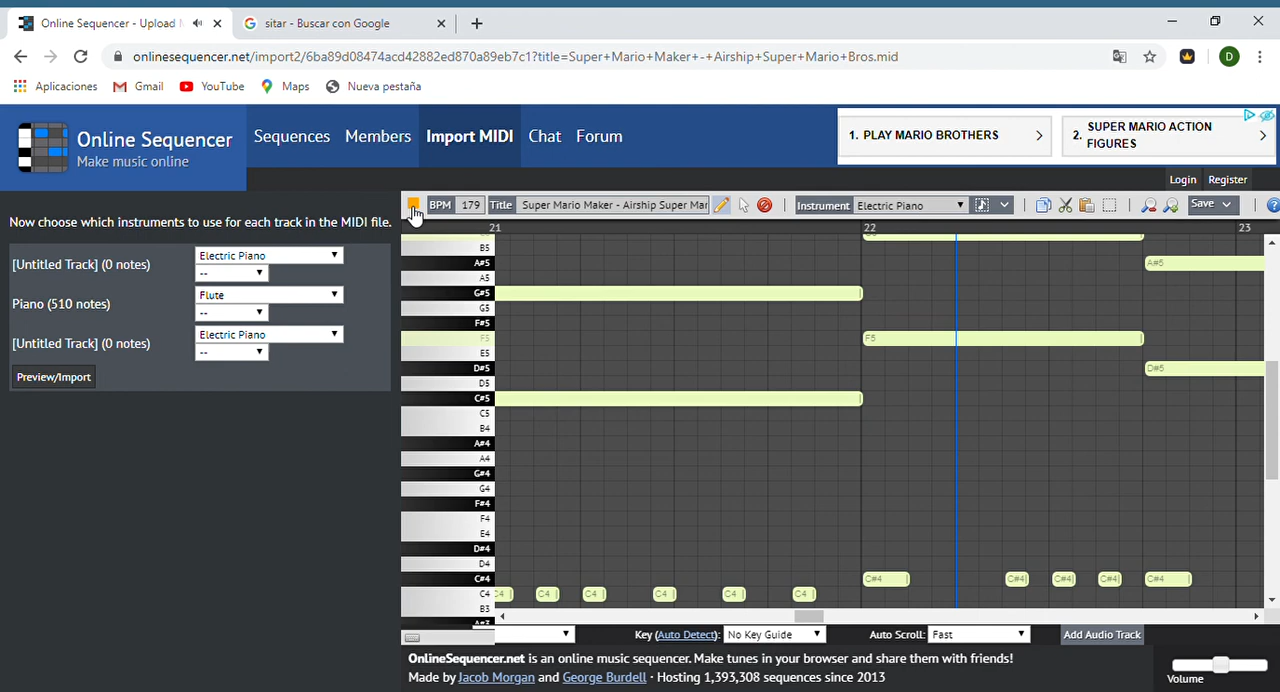 Online Sequencer - Upload
sitar - Buscar con Google
onlinesequencer.net/import2/6ba89d08474acd42882ed870a89eb7c1?title=Super+Mario+Maker+-+Airship+Super+Mario+Bros.mid
D
Aplicaciones Gmail YouTube Maps Nueva pestaña
Online Sequencer
Make music online
Sequences Members Import MIDI Chat Forum
1. PLAY MARIO BROTHERS
2. SUPER MARIO ACTION FIGURES
Login Register
Now choose which instruments to use for each track in the MIDI file.
[Untitled Track] (0 notes) Electric Piano
--
Piano (510 notes) Flute
--
[Untitled Track] (0 notes) Electric Piano
--
Preview/Import
BPM 179 Title Super Mario Maker - Airship Super Mar Instrument Electric Piano Save
21 22 23
B5
A#5 A#5
A5
G#5
G5
F#5
F5 F5
E5
D#5 D#5
D5
C#5
C5
B4
A#4
A4
G#4
G4
F#4
F4
E4
D#4
D4
C#4 C#4 C#4 C#4 C#4 C#4
C4 C4 C4 C4 C4 C4 C4
B3
Key (Auto Detect): No Key Guide Auto Scroll: Fast Add Audio Track
OnlineSequencer.net is an online music sequencer. Make tunes in your browser and share them with friends!
Made by Jacob Morgan and George Burdell · Hosting 1,393,308 sequences since 2013
Volume